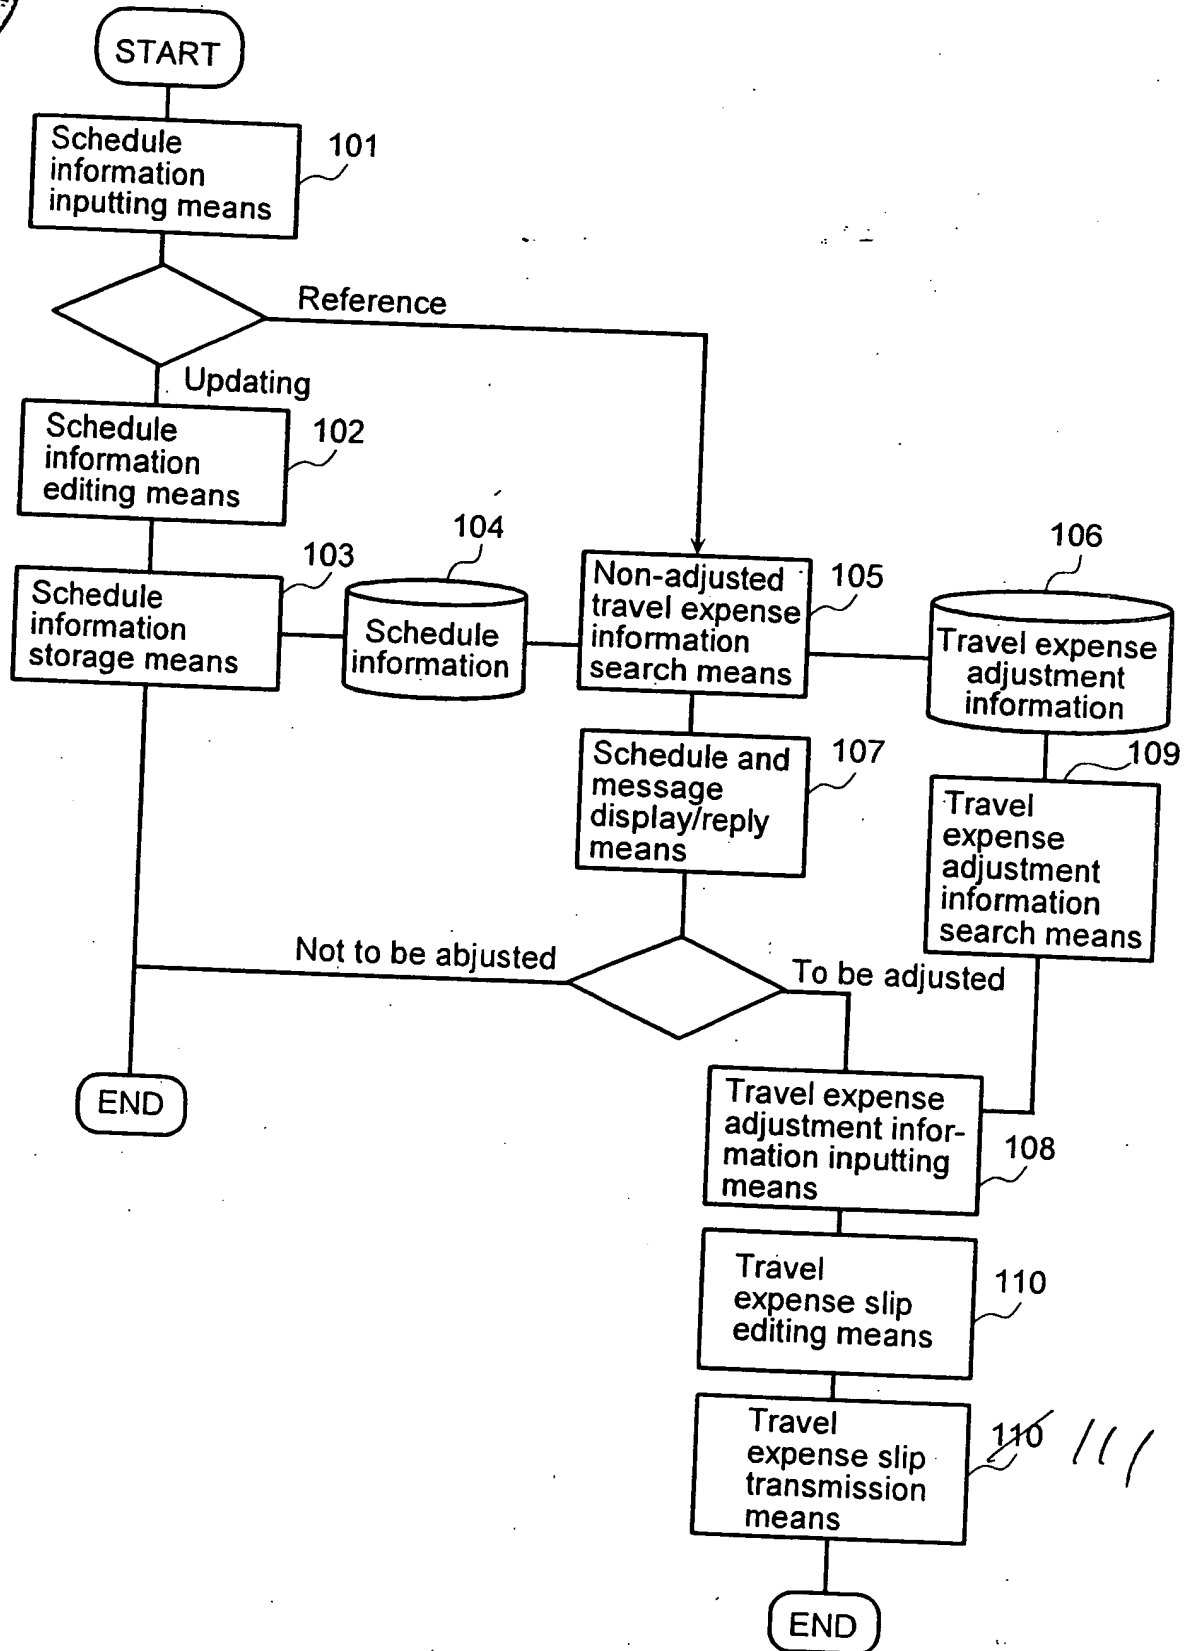 START
Schedule
information
inputting means
101
Reference
Updating
Schedule
information
editing means
102
Schedule
information
storage means
103
104
Schedule
information
Non-adjusted
travel expense
information
search means
105
106
Travel expense
adjustment
information
Schedule and
message
display/reply
means
107
109
Travel
expense
adjustment
information
search means
Not to be abjusted
To be adjusted
END
Travel expense
adjustment infor-
mation inputting
means
108
Travel
expense slip
editing means
110
Travel
expense slip
transmission
means
110 111
END